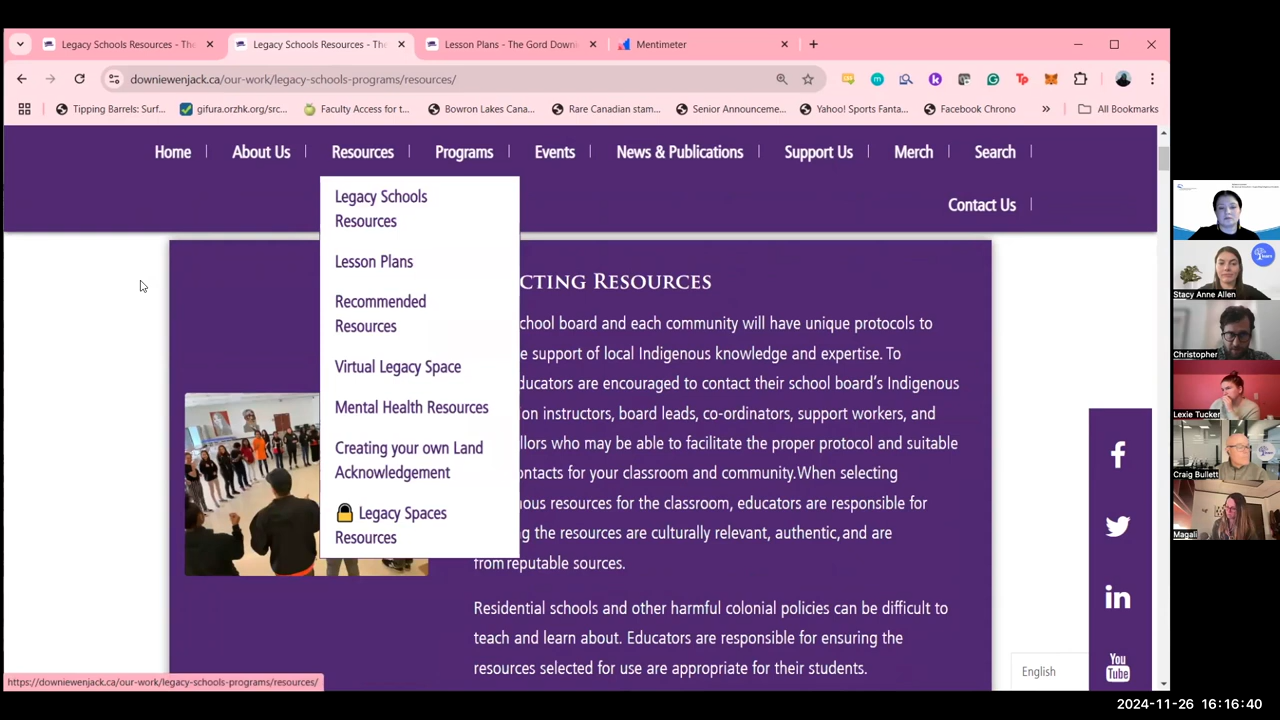 Legacy Schools Resources - The
Legacy Schools Resources - The
Lesson Plans - The Gord Downi
Mentimeter
downiewenjack.ca/our-work/legacy-schools-programs/resources/
Tipping Barrels: Surf...
gifura.orzhk.org/src...
Faculty Access for t...
Bowron Lakes Cana...
Rare Canadian stam...
Senior Announceme...
Yahoo! Sports Fanta...
Facebook Chrono
»
All Bookmarks
Home
About Us
Resources
Programs
Events
News & Publications
Support Us
Merch
Search
Contact Us
Legacy Schools
Resources
Lesson Plans
Recommended
Resources
Virtual Legacy Space
Mental Health Resources
Creating your own Land
Acknowledgement
Legacy Spaces
Resources
CTING RESOURCES
chool board and each community will have unique protocols to
e support of local Indigenous knowledge and expertise. To
ducators are encouraged to contact their school board's Indigenous
on instructors, board leads, co-ordinators, support workers, and
llors who may be able to facilitate the proper protocol and suitable
ontacts for your classroom and community. When selecting
nous resources for the classroom, educators are responsible for
g the resources are culturally relevant, authentic, and are
from reputable sources.
Residential schools and other harmful colonial policies can be difficult to
teach and learn about. Educators are responsible for ensuring the
resources selected for use are appropriate for their students.
You
Tube
English
https://downiewenjack.ca/our-work/legacy-schools-programs/resources/
Stacy Anne Allen
Christopher
Lexie Tucker
Craig Bullett
Magali
2024-11-26 16:16:40